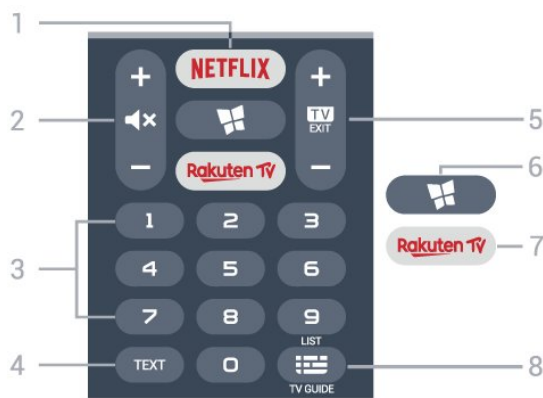 1
+ NETFLIX +
2 TV 5
EXIT
6
- Rakuten TV -
1 2 3
Rakuten TV 7
3 4 5 6
7 8 9
LIST
4 TEXT 0 8
TV GUIDE